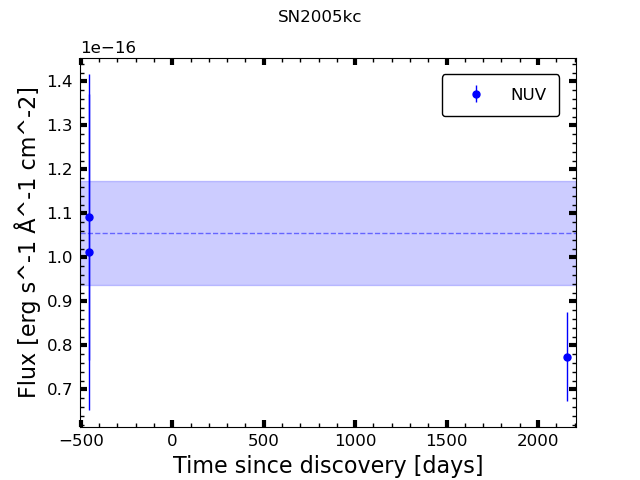 SN2005kc
1e−16
NUV
1.4
1.3
1.2
1.1
1.0
0.9
0.8
0.7
Flux [erg s^-1 Å^-1 cm^-2]
−500 0 500 1000 1500 2000
Time since discovery [days]